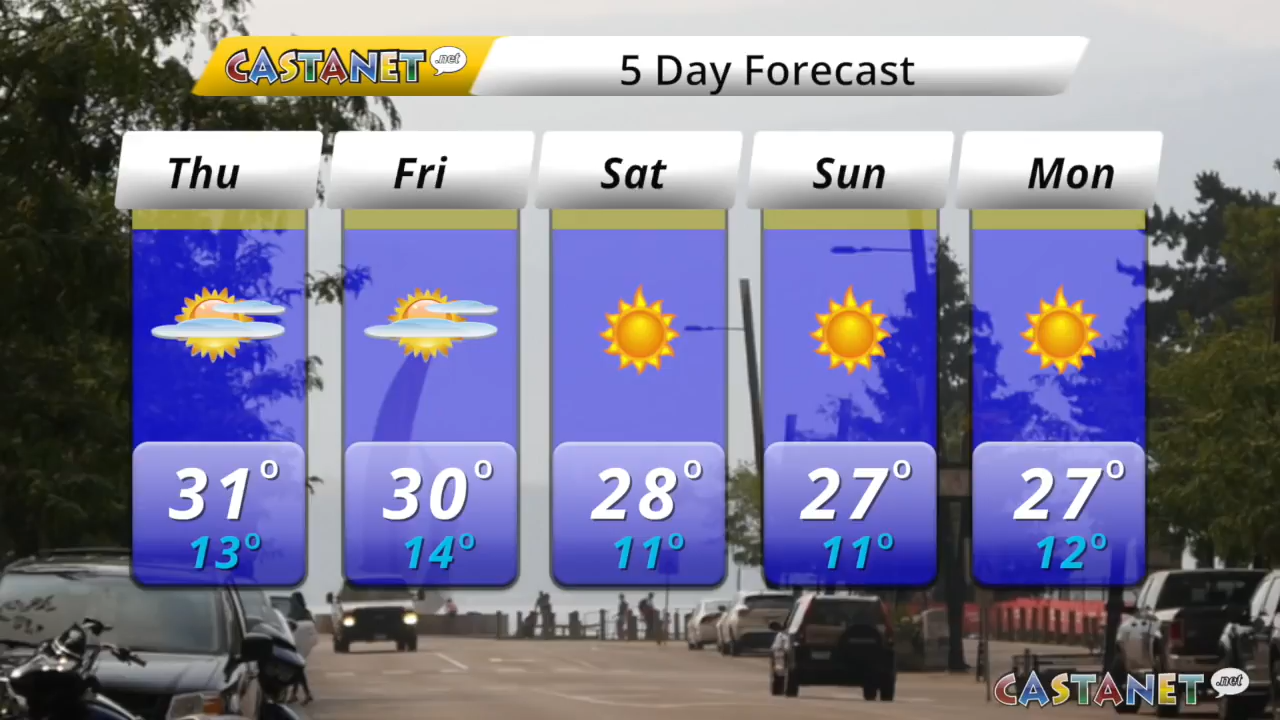 CASTANET .net
5 Day Forecast
Thu Fri Sat Sun Mon
31° 30° 28° 27° 27°
13° 14° 11° 11° 12°
CASTANET .net